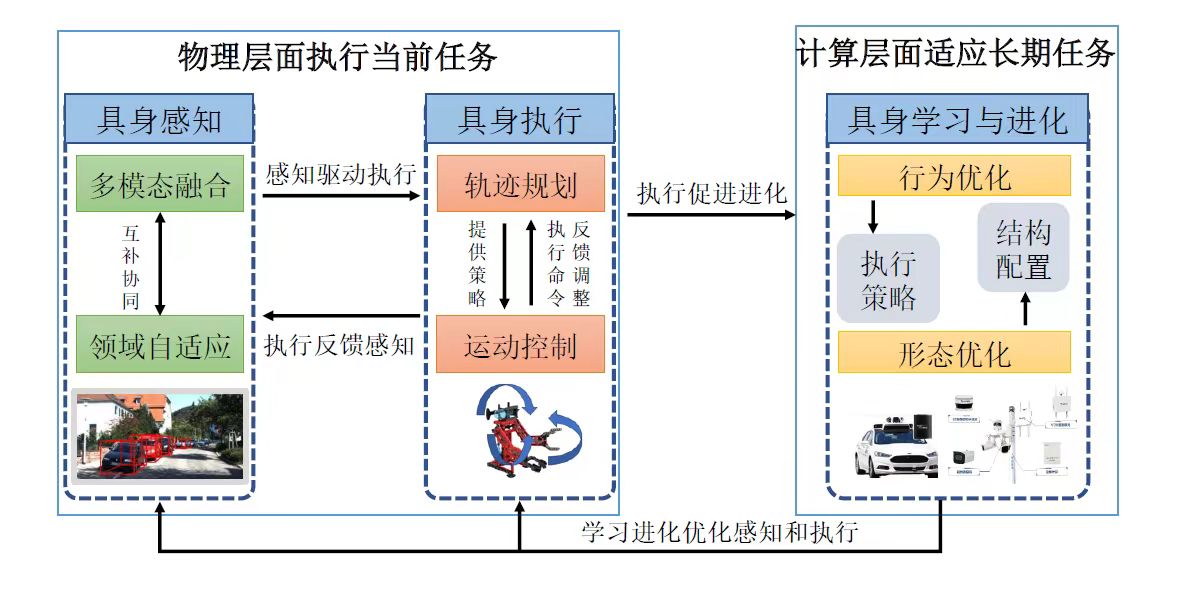 物理层面执行当前任务
计算层面适应长期任务
具身感知
多模态融合
互补协同
领域自适应
感知驱动执行
执行反馈感知
具身执行
轨迹规划
提供策略
执行命令
反馈调整
运动控制
执行促进进化
具身学习与进化
行为优化
执行
策略
结构
配置
形态优化
学习进化优化感知和执行